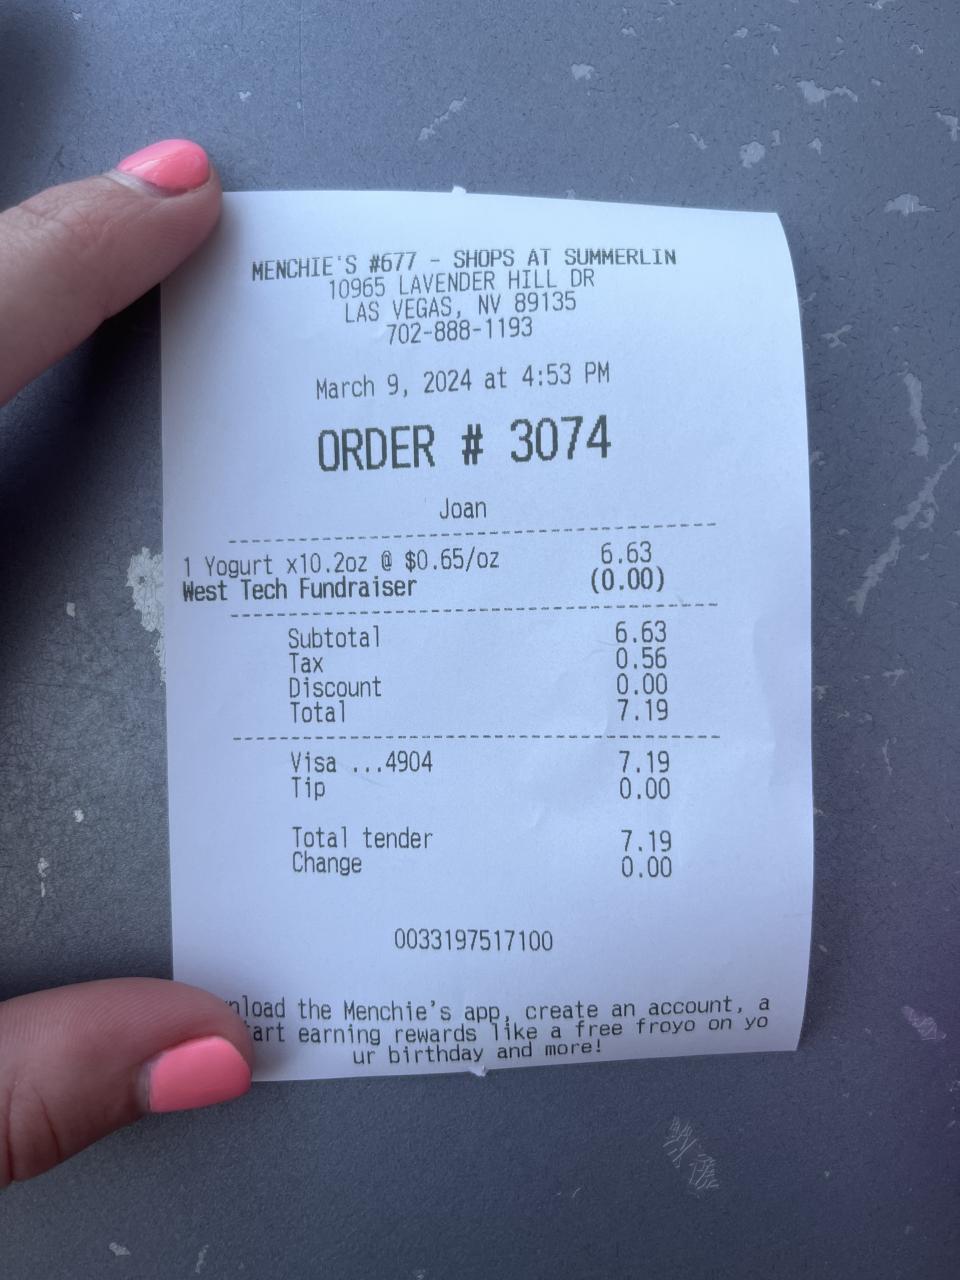 MENCHIE'S #677 - SHOPS AT SUMMERLIN
10965 LAVENDER HILL DR
LAS VEGAS, NV 89135
702-888-1193
March 9, 2024 at 4:53 PM
ORDER # 3074
Joan
1 Yogurt x10.2oz @ $0.65/oz 6.63
West Tech Fundraiser (0.00)
Subtotal 6.63
Tax 0.56
Discount 0.00
Total 7.19
Visa ...4904 7.19
Tip 0.00
Total tender 7.19
Change 0.00
0033197517100
nload the Menchie's app, create an account, a
art earning rewards like a free froyo on yo
ur birthday and more!